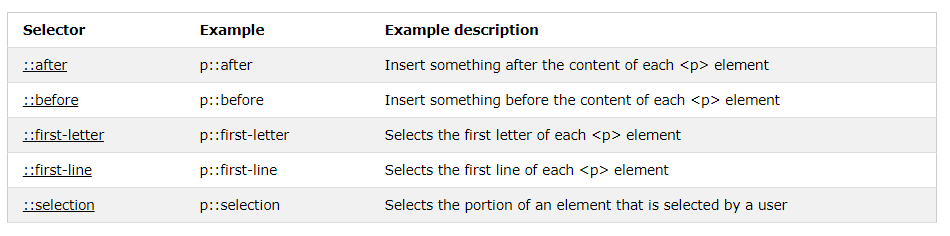 Selector Example Example description
::after p::after Insert something after the content of each <p> element
::before p::before Insert something before the content of each <p> element
::first-letter p::first-letter Selects the first letter of each <p> element
::first-line p::first-line Selects the first line of each <p> element
::selection p::selection Selects the portion of an element that is selected by a user